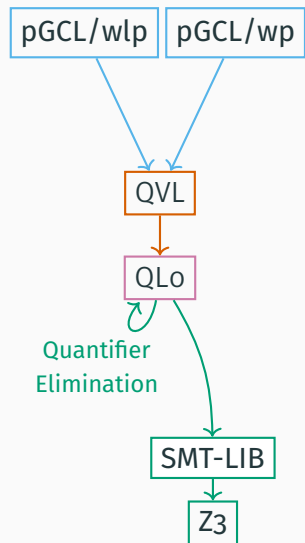 pGCL/wlp
pGCL/wp
QVL
QLo
Quantifier
Elimination
SMT-LIB
Z3